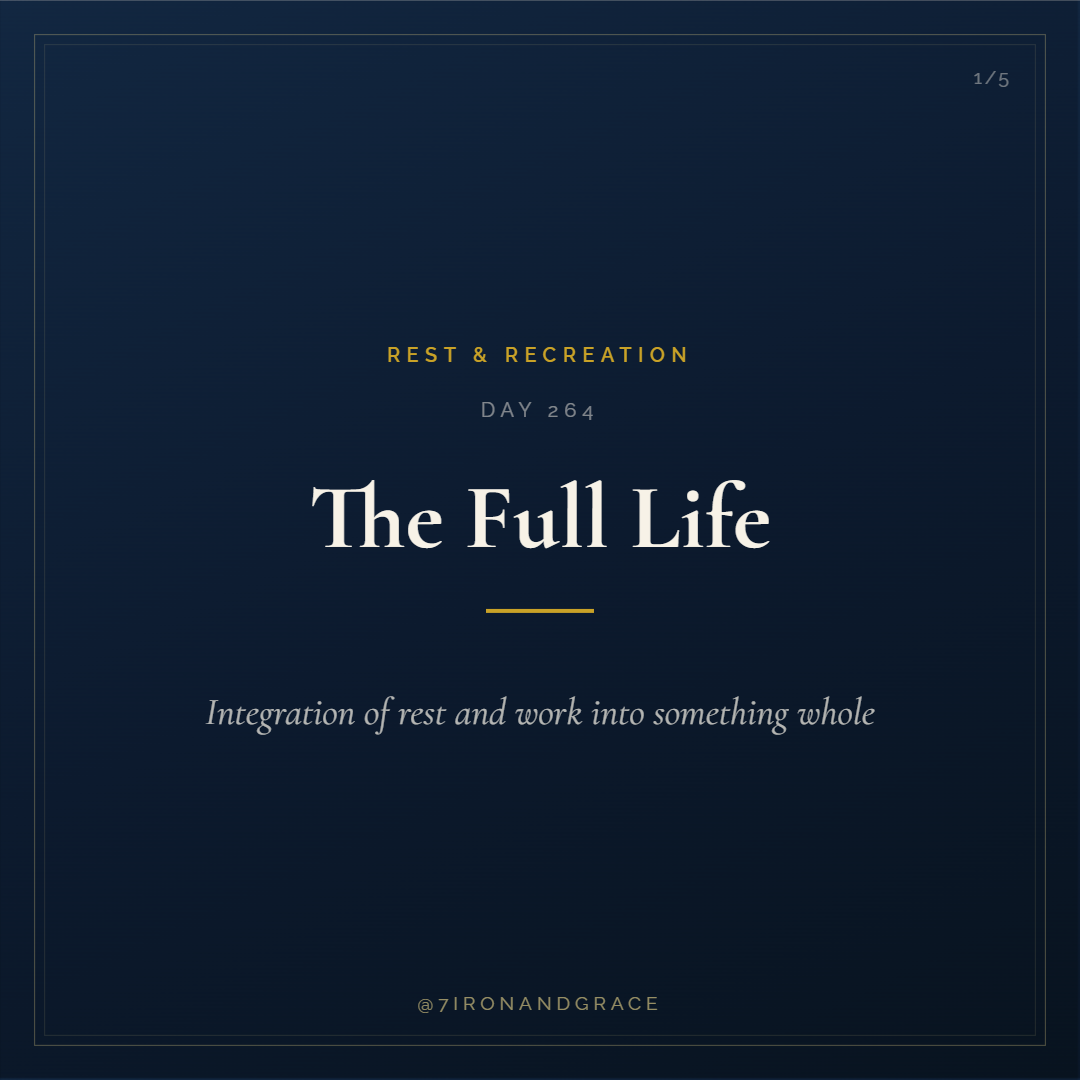 1/5
REST & RECREATION
DAY 264
The Full Life
Integration of rest and work into something whole
@7IRONANDGRACE